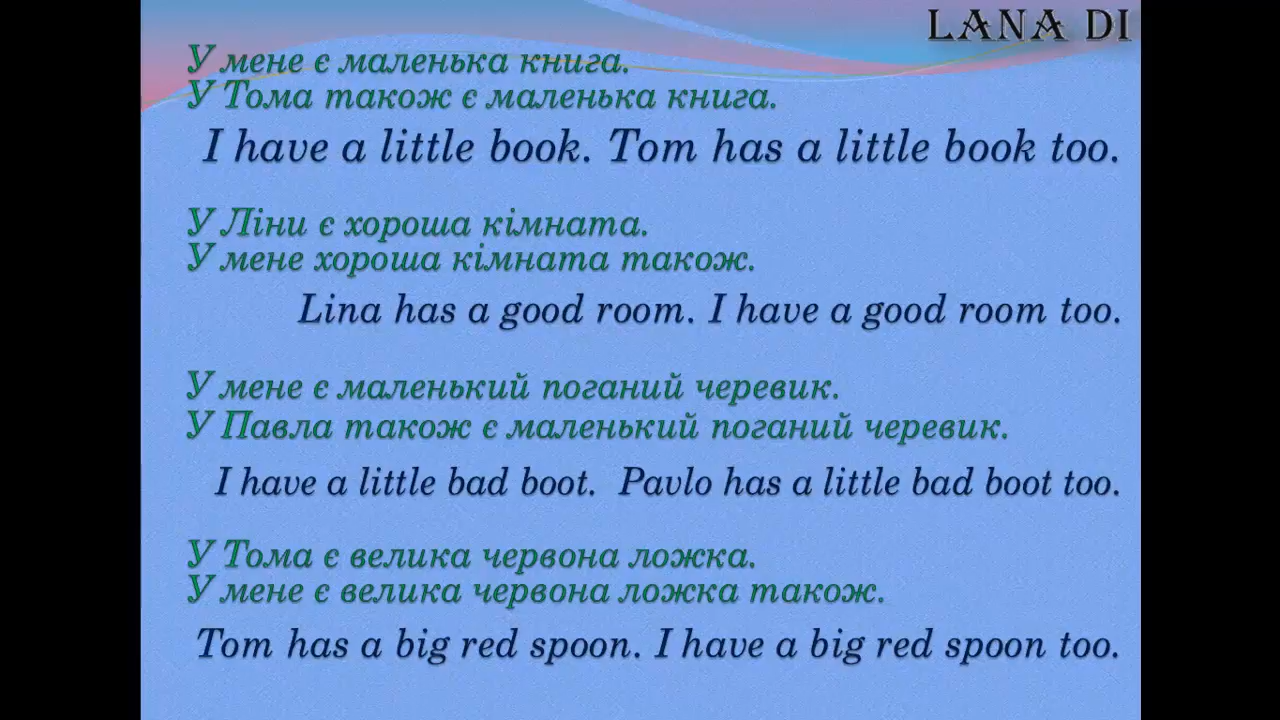 LANA DI
У мене є маленька книга.
У Тома також є маленька книга.
I have a little book. Tom has a little book too.
У Ліни є хороша кімната.
У мене хороша кімната також.
Lina has a good room. I have a good room too.
У мене є маленький поганий черевик.
У Павла також є маленький поганий черевик.
I have a little bad boot. Pavlo has a little bad boot too.
У Тома є велика червона ложка.
У мене є велика червона ложка також.
Tom has a big red spoon. I have a big red spoon too.